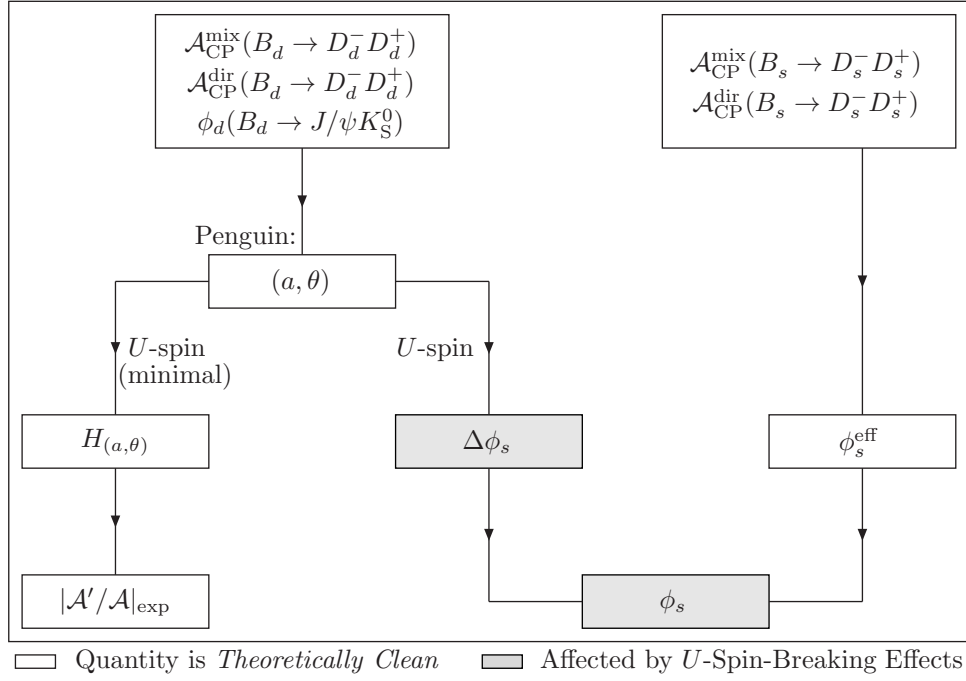 𝒜_CP^mix(B_d → D_d^- D_d^+)
𝒜_CP^dir(B_d → D_d^- D_d^+)
ϕ_d(B_d → J/ψK_S^0)
𝒜_CP^mix(B_s → D_s^- D_s^+)
𝒜_CP^dir(B_s → D_s^- D_s^+)
Penguin:
(a, θ)
U-spin
(minimal)
U-spin
H_(a,θ)
Δϕ_s
ϕ_s^eff
|𝒜′/𝒜|_exp
ϕ_s
Quantity is Theoretically Clean
Affected by U-Spin-Breaking Effects